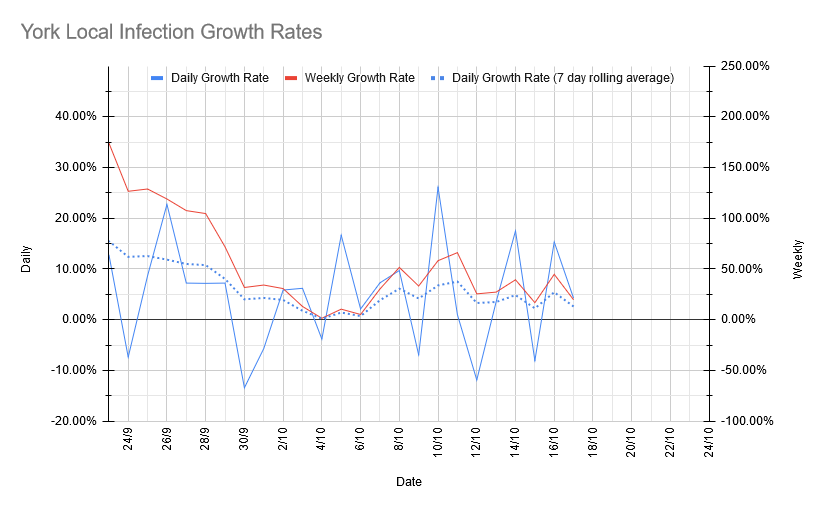 York Local Infection Growth Rates
Daily Growth Rate Weekly Growth Rate Daily Growth Rate (7 day rolling average)
250.00%
40.00% 200.00%
30.00% 150.00%
20.00% 100.00%
10.00% 50.00%
0.00% 0.00%
-10.00% -50.00%
-20.00% -100.00%
Daily
Weekly
24/9 26/9 28/9 30/9 2/10 4/10 6/10 8/10 10/10 12/10 14/10 16/10 18/10 20/10 22/10 24/10
Date